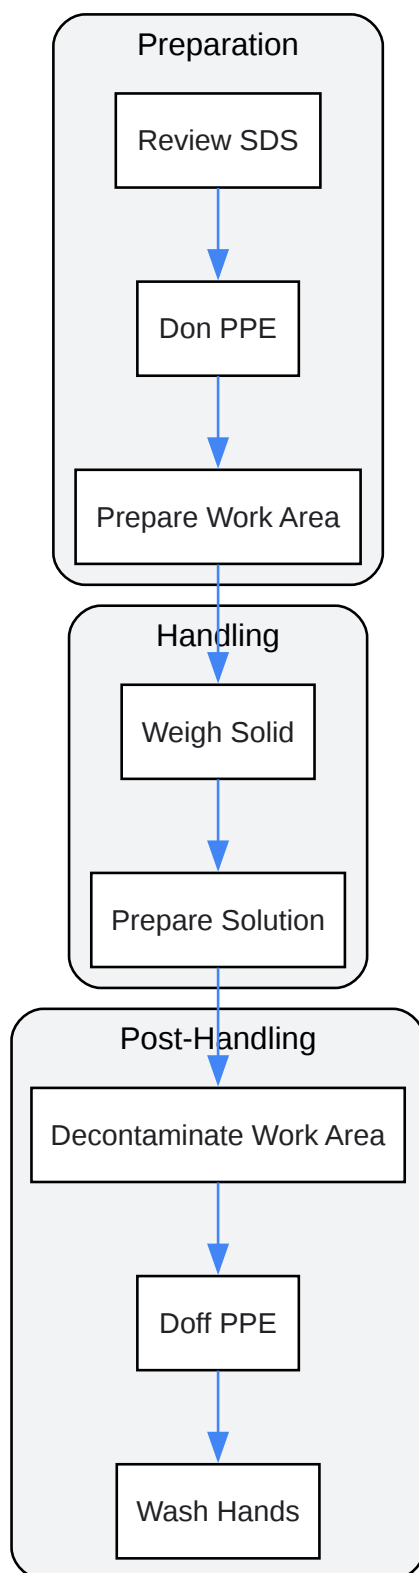 Preparation
Review SDS
Don PPE
Prepare Work Area
Handling
Weigh Solid
Prepare Solution
Post-Handling
Decontaminate Work Area
Doff PPE
Wash Hands